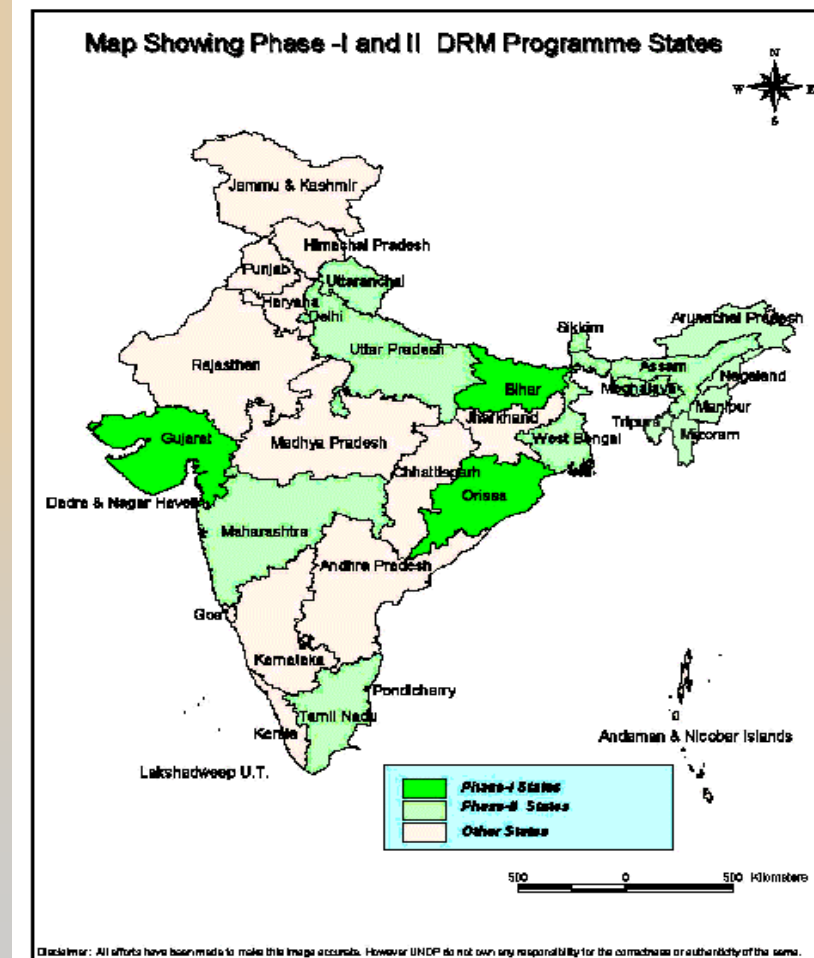 Map Showing Phase -I and II DRM Programme States
N
W E
S
Jammu & Kashmir
Himachal Pradesh
Punjab
Uttaranchal
Haryana
Delhi
Arunachal Pradesh
Sikkim
Rajasthan
Uttar Pradesh
Assam
Nagaland
Bihar
Meghalaya
Manipur
Jharkhand
Tripura
Mizoram
Gujarat
Madhya Pradesh
West Bengal
Chhattisgarh
Orissa
Dadra & Nagar Haveli
Maharashtra
Andhra Pradesh
Goa
Karnataka
Pondicherry
Tamil Nadu
Kerala
Andaman & Nicobar Islands
Lakshadweep U.T.
Phase-I States
Phase-II States
Other States
500 0 500 Kilometers
Disclaimer: All efforts have been made to make this image accurate. However UNDP do not own any responsibility for the correctness or authenticity of the same.